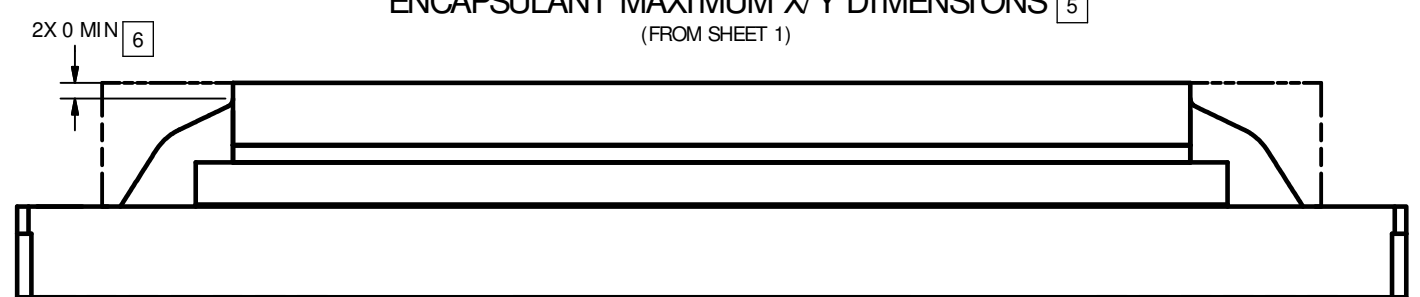 ENCAPSULANT MAXIMUM X/Y DIMENSIONS 5
(FROM SHEET 1)
2X 0 MIN 6